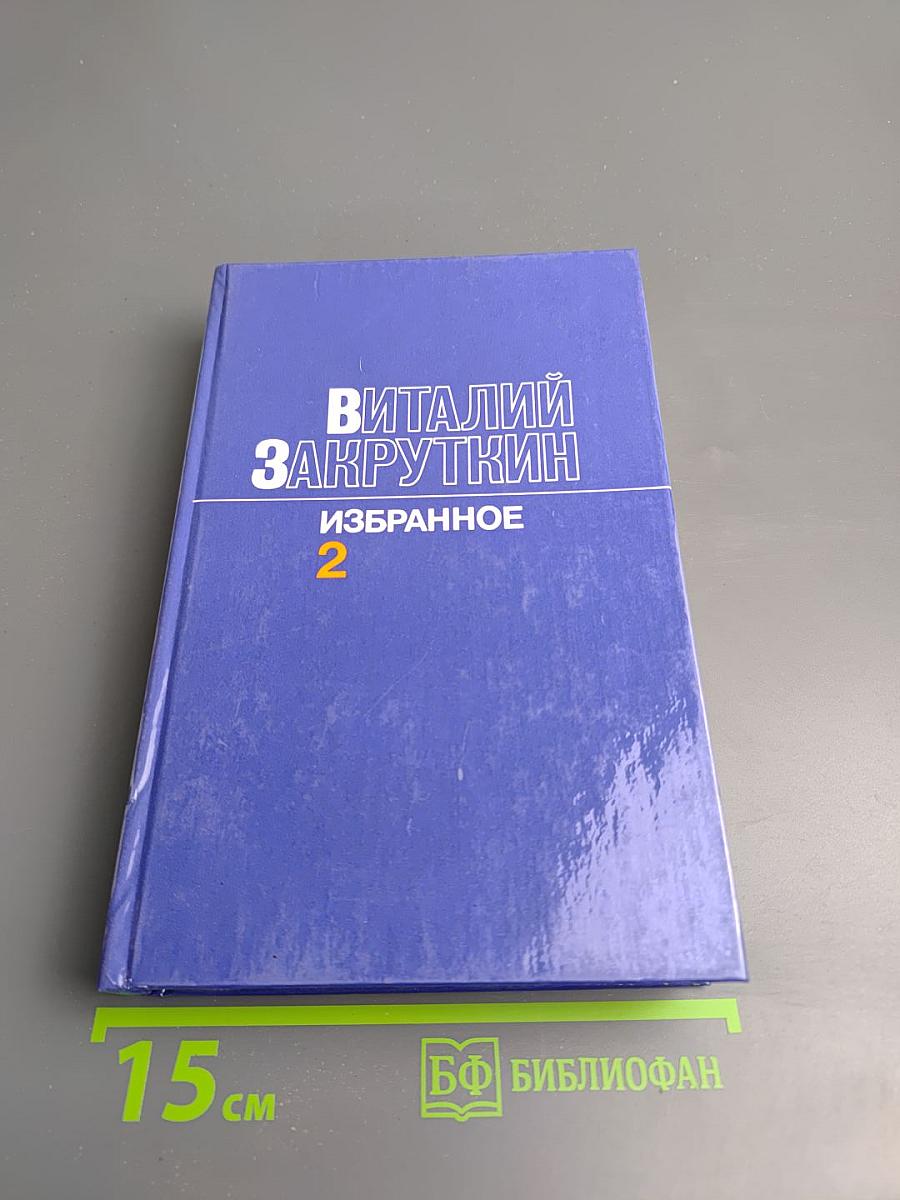 ВИТАЛИЙ
ЗАКРУТКИН
ИЗБРАННОЕ
2
15 см
БФ БИБЛИОФАН